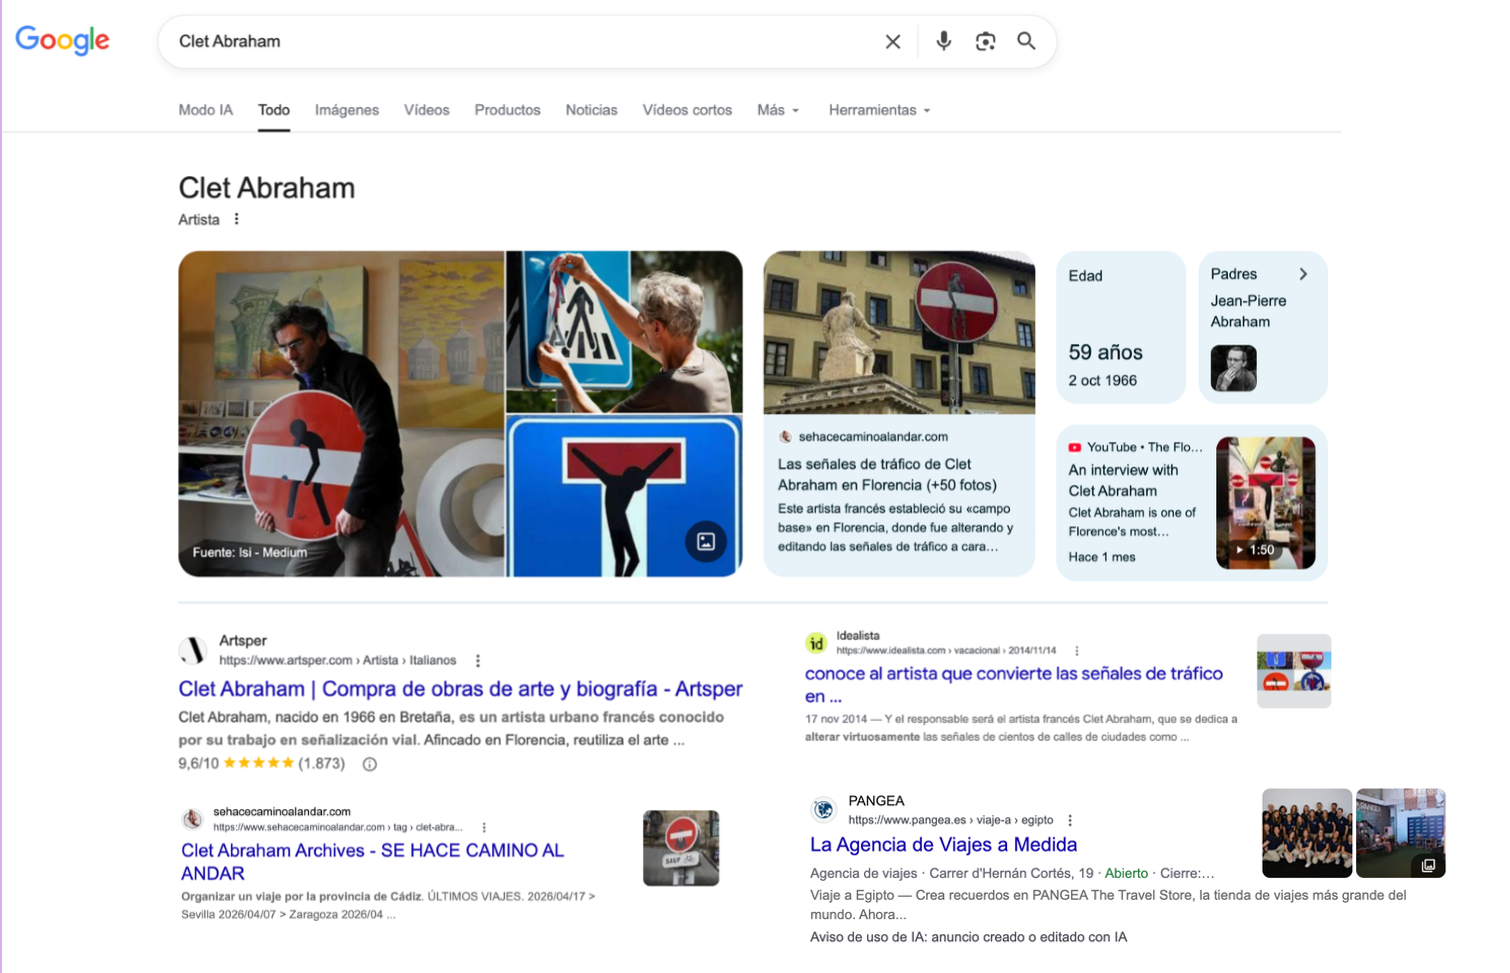 Google
Clet Abraham
Modo IA Todo Imágenes Vídeos Productos Noticias Vídeos cortos Más Herramientas
Clet Abraham
Artista
Fuente: Isi - Medium
sehacecaminoalandar.com
Las señales de tráfico de Clet
Abraham en Florencia (+50 fotos)
Este artista francés estableció su «campo
base» en Florencia, donde fue alterando y
editando las señales de tráfico a cara...
Edad
59 años
2 oct 1966
Padres
Jean-Pierre
Abraham
YouTube • The Flo...
An interview with
Clet Abraham
Clet Abraham is one of
Florence's most...
Hace 1 mes
1:50
Artsper
https://www.artsper.com › Artista › Italianos
Clet Abraham | Compra de obras de arte y biografía - Artsper
Clet Abraham, nacido en 1966 en Bretaña, es un artista urbano francés conocido
por su trabajo en señalización vial. Afincado en Florencia, reutiliza el arte ...
9,6/10 ★★★★★ (1.873)
id
Idealista
https://www.idealista.com › vacacional › 2014/11/14
conoce al artista que convierte las señales de tráfico
en ...
17 nov 2014 — Y el responsable será el artista francés Clet Abraham, que se dedica a
alterar virtuosamente las señales de cientos de calles de ciudades como ...
sehacecaminoalandar.com
https://www.sehacecaminoalandar.com › tag › clet-abra...
Clet Abraham Archives - SE HACE CAMINO AL
ANDAR
Organizar un viaje por la provincia de Cádiz. ÚLTIMOS VIAJES. 2026/04/17 >
Sevilla 2026/04/07 > Zaragoza 2026/04 ...
PANGEA
https://www.pangea.es › viaje-a › egipto
La Agencia de Viajes a Medida
Agencia de viajes · Carrer d'Hernán Cortés, 19 · Abierto · Cierre:...
Viaje a Egipto — Crea recuerdos en PANGEA The Travel Store, la tienda de viajes más grande del
mundo. Ahora...
Aviso de uso de IA: anuncio creado o editado con IA